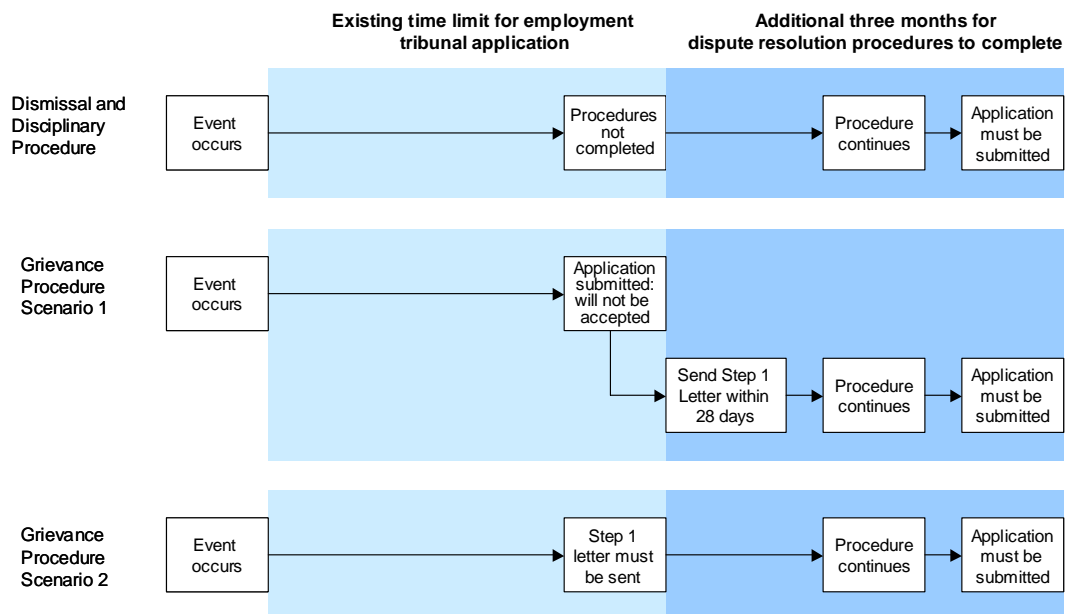 Existing time limit for employment
tribunal application
Additional three months for
dispute resolution procedures to complete
Dismissal and
Disciplinary
Procedure
Event
occurs
Procedures
not
completed
Procedure
continues
Application
must be
submitted
Grievance
Procedure
Scenario 1
Event
occurs
Application
submitted:
will not be
accepted
Send Step 1
Letter within
28 days
Procedure
continues
Application
must be
submitted
Grievance
Procedure
Scenario 2
Event
occurs
Step 1
letter must
be sent
Procedure
continues
Application
must be
submitted